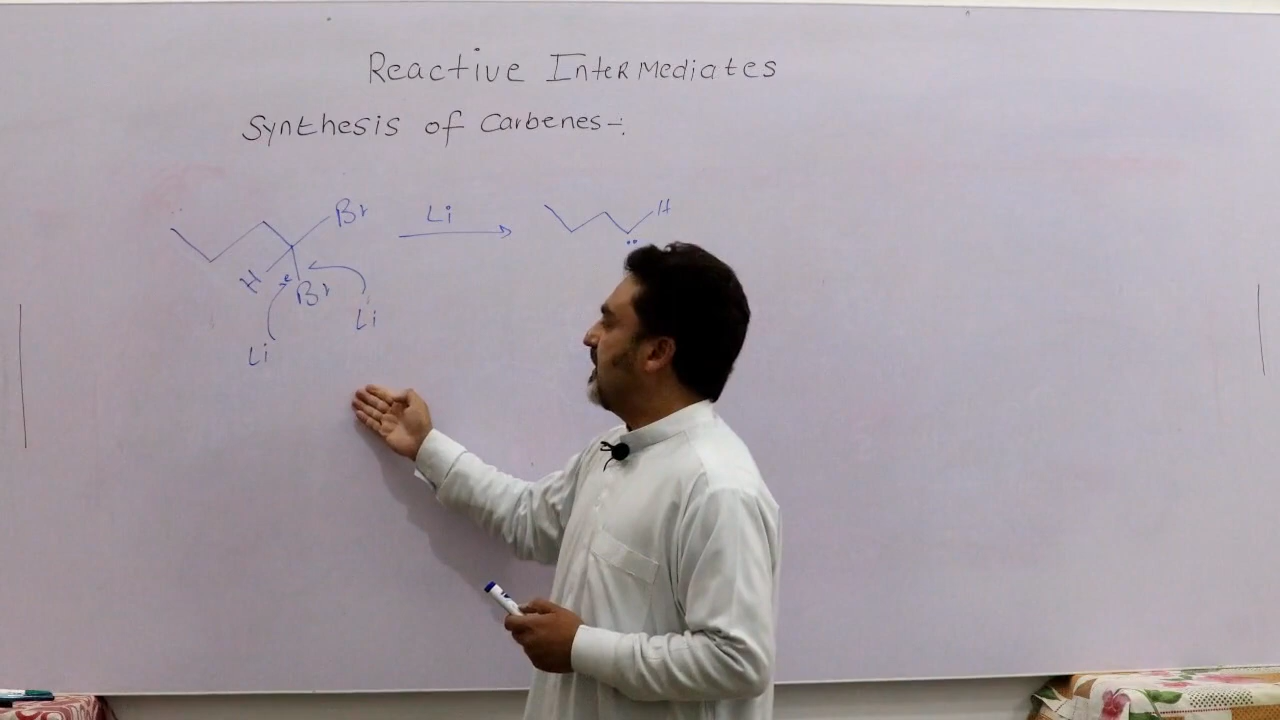 Reactive Intermediates
Synthesis of Carbenes-:
Br Li H
H e Br
Li
Li